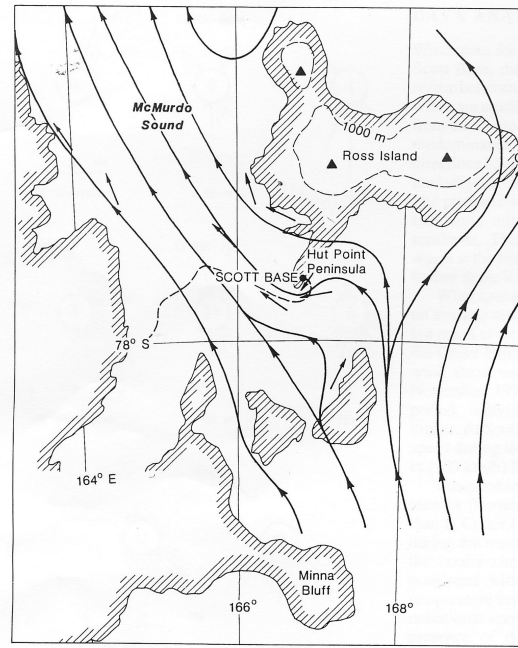 McMurdo
Sound
1000 m
Ross Island
Hut Point
Peninsula
SCOTT BASE
78° S
164° E
Minna
Bluff
166°
168°